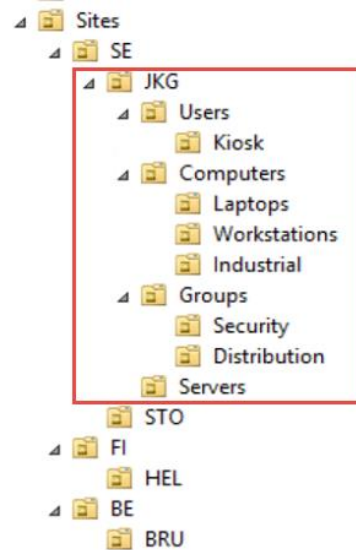 Sites
SE
JKG
Users
Kiosk
Computers
Laptops
Workstations
Industrial
Groups
Security
Distribution
Servers
STO
FI
HEL
BE
BRU